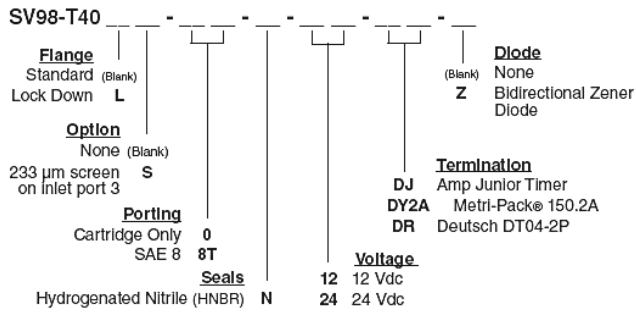 SV98-T40 __ __ - __ __ - __ - __ __ - __ __ - __
Flange
Standard (Blank)
Lock Down L
Option
None (Blank)
233 µm screen S
on inlet port 3
Porting
Cartridge Only 0
SAE 8 8T
Seals
Hydrogenated Nitrile (HNBR) N
Voltage
12 12 Vdc
24 24 Vdc
Termination
DJ Amp Junior Timer
DY2A Metri-Pack® 150.2A
DR Deutsch DT04-2P
Diode
(Blank) None
Z Bidirectional Zener
Diode